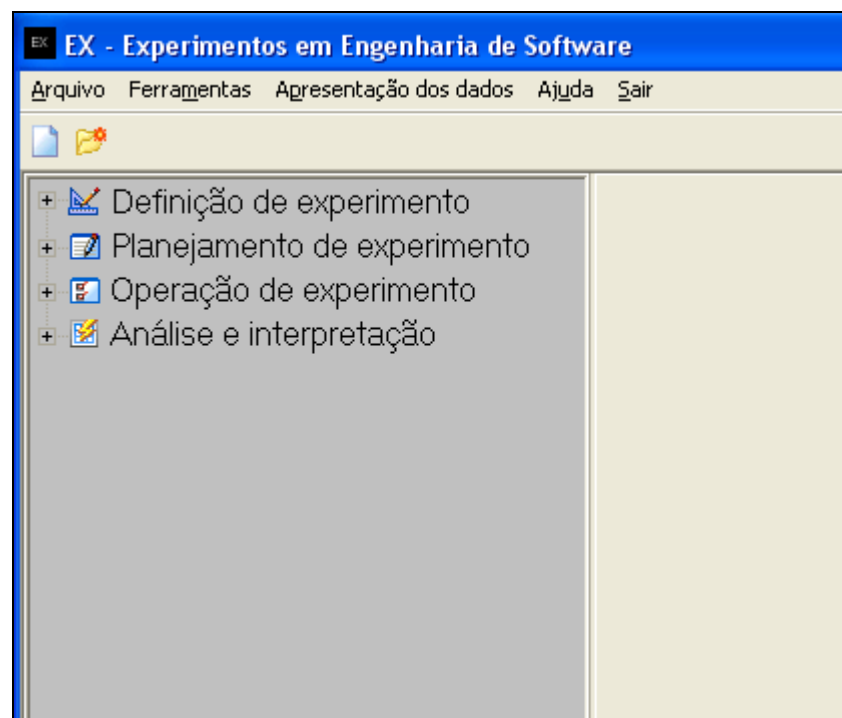 EX EX - Experimentos em Engenharia de Software
Arquivo Ferramentas Apresentação dos dados Ajuda Sair
Definição de experimento
Planejamento de experimento
Operação de experimento
Análise e interpretação